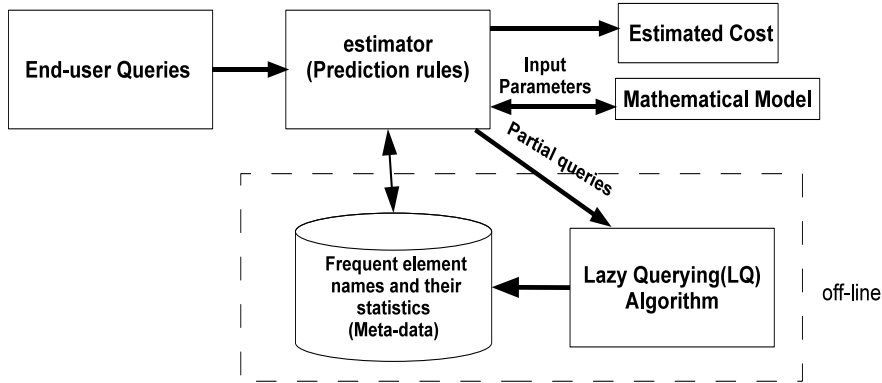 End-user Queries
estimator
(Prediction rules)
Estimated Cost
Input
Parameters
Mathematical Model
Partial queries
Frequent element
names and their
statistics
(Meta-data)
Lazy Querying(LQ)
Algorithm
off-line